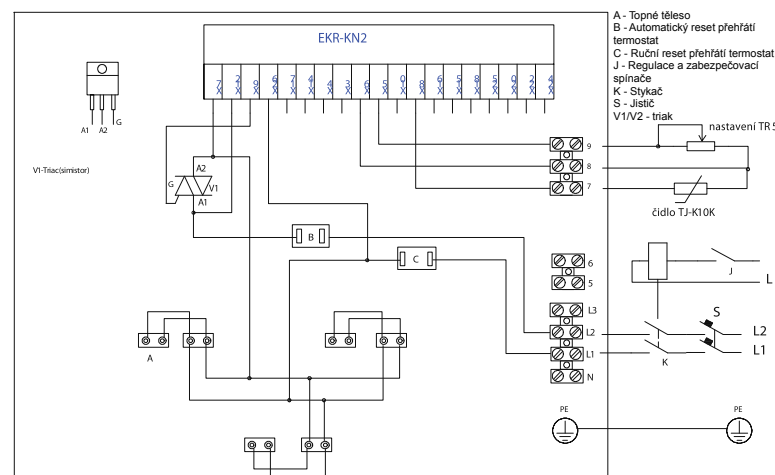 EKR-KN2
A - Topné těleso
B - Automatický reset přehřátí
termostat
C - Ruční reset přehřátí termostat
J - Regulace a zabezpečovací
spínače
K - Stykač
S - Jistič
V1/V2 - triak
nastavení TR5
A1 A2 G
V1-Triac(simistor)
A2
G
V1
A1
9
8
7
čidlo TJ-K10K
B
C
6
5
J
L
L3
L2
L1
N
S
L2
L1
K
A
PE
PE